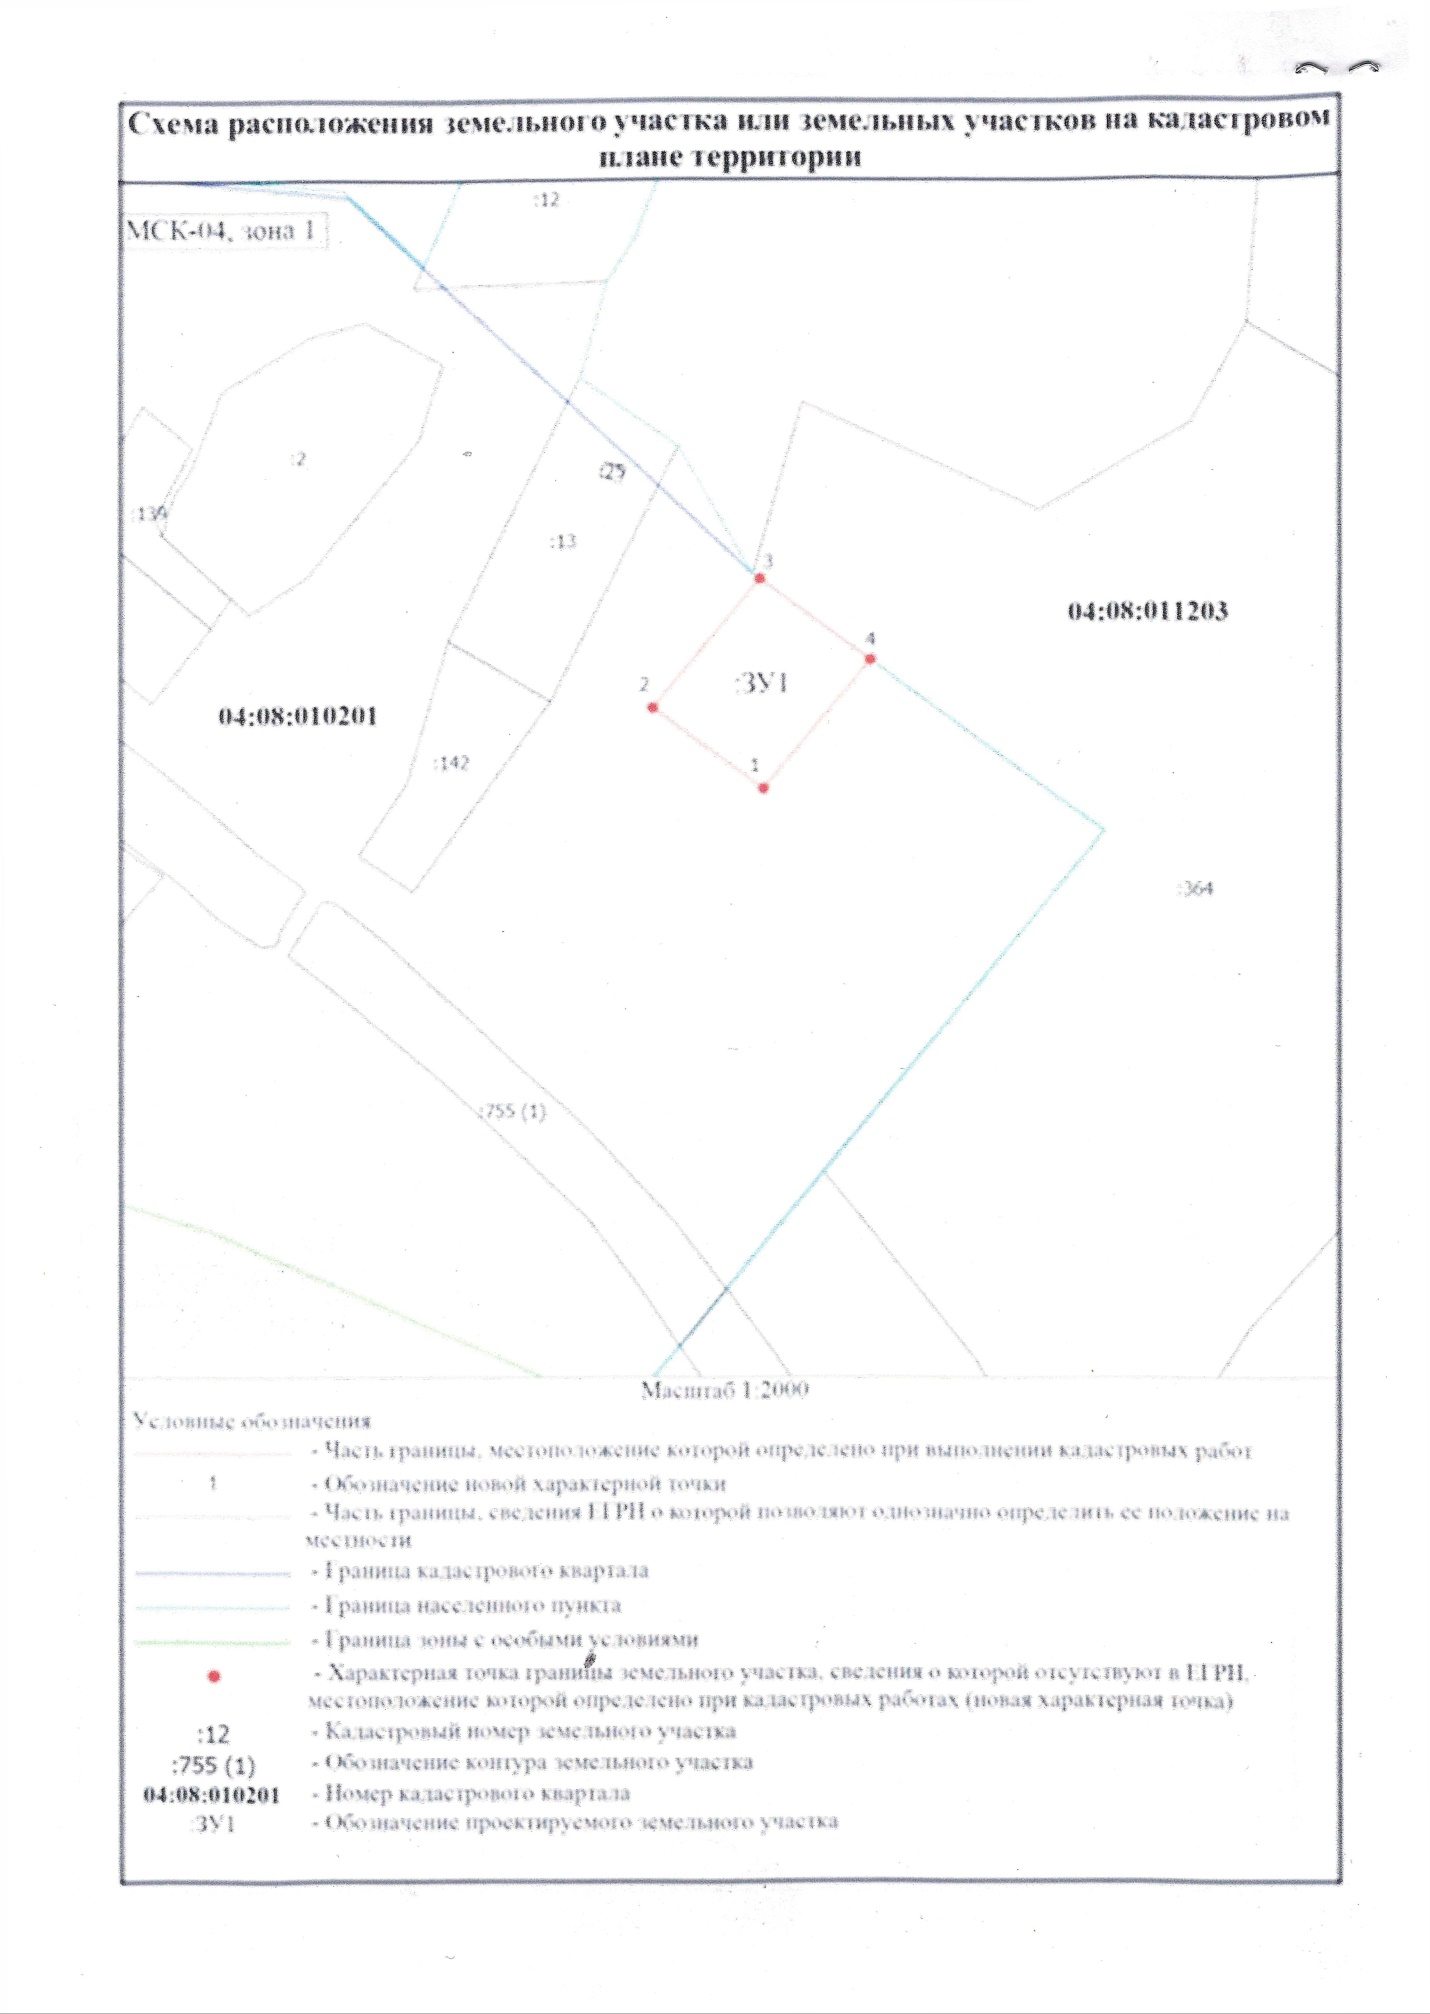 Схема расположения земельного участка или земельных участков на кадастровом
плане территории
:12
МСК-04, зона 1
:2
:25
:139
:13
3
04:08:011203
4
2
:ЗУ1
04:08:010201
:142
1
:364
:755 (1)
Масштаб 1:2000
Условные обозначения
- Часть границы, местоположение которой определено при выполнении кадастровых работ
1 - Обозначение новой характерной точки
- Часть границы, сведения ЕГРН о которой позволяют однозначно определить ее положение на
местности
- Граница кадастрового квартала
- Граница населенного пункта
- Граница зоны с особыми условиями
- Характерная точка границы земельного участка, сведения о которой отсутствуют в ЕГРН,
местоположение которой определено при кадастровых работах (новая характерная точка)
:12 - Кадастровый номер земельного участка
:755 (1) - Обозначение контура земельного участка
04:08:010201 - Номер кадастрового квартала
:ЗУ1 - Обозначение проектируемого земельного участка